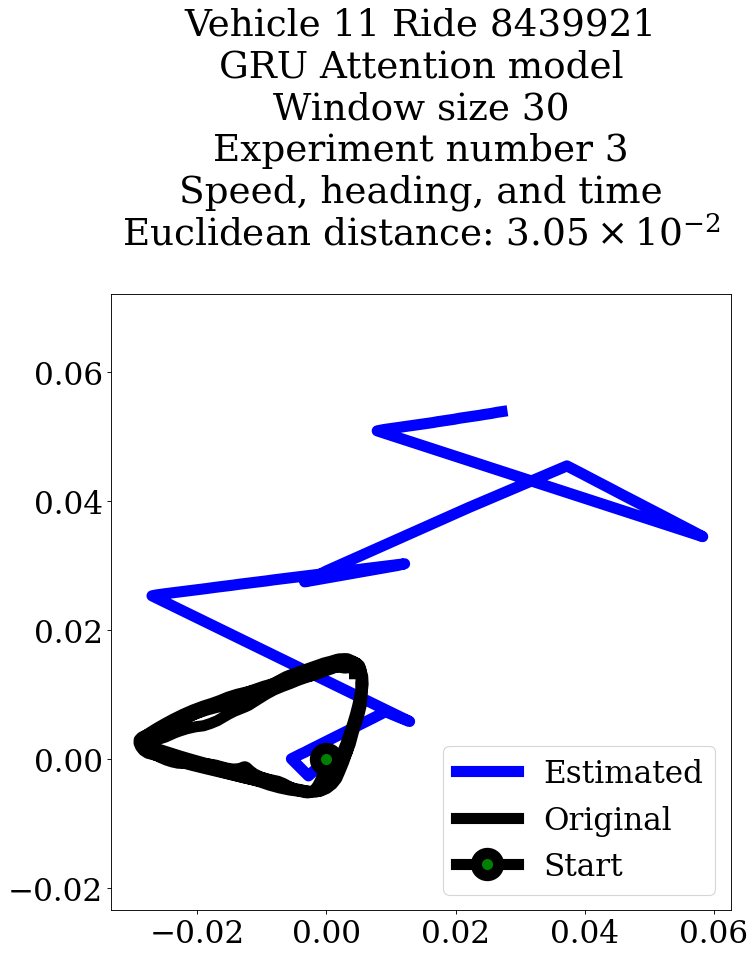 Vehicle 11 Ride 8439921
GRU Attention model
Window size 30
Experiment number 3
Speed, heading, and time
Euclidean distance: 3.05 × 10⁻²
0.06
0.04
0.02
0.00
−0.02
Estimated
Original
Start
−0.02 0.00 0.02 0.04 0.06